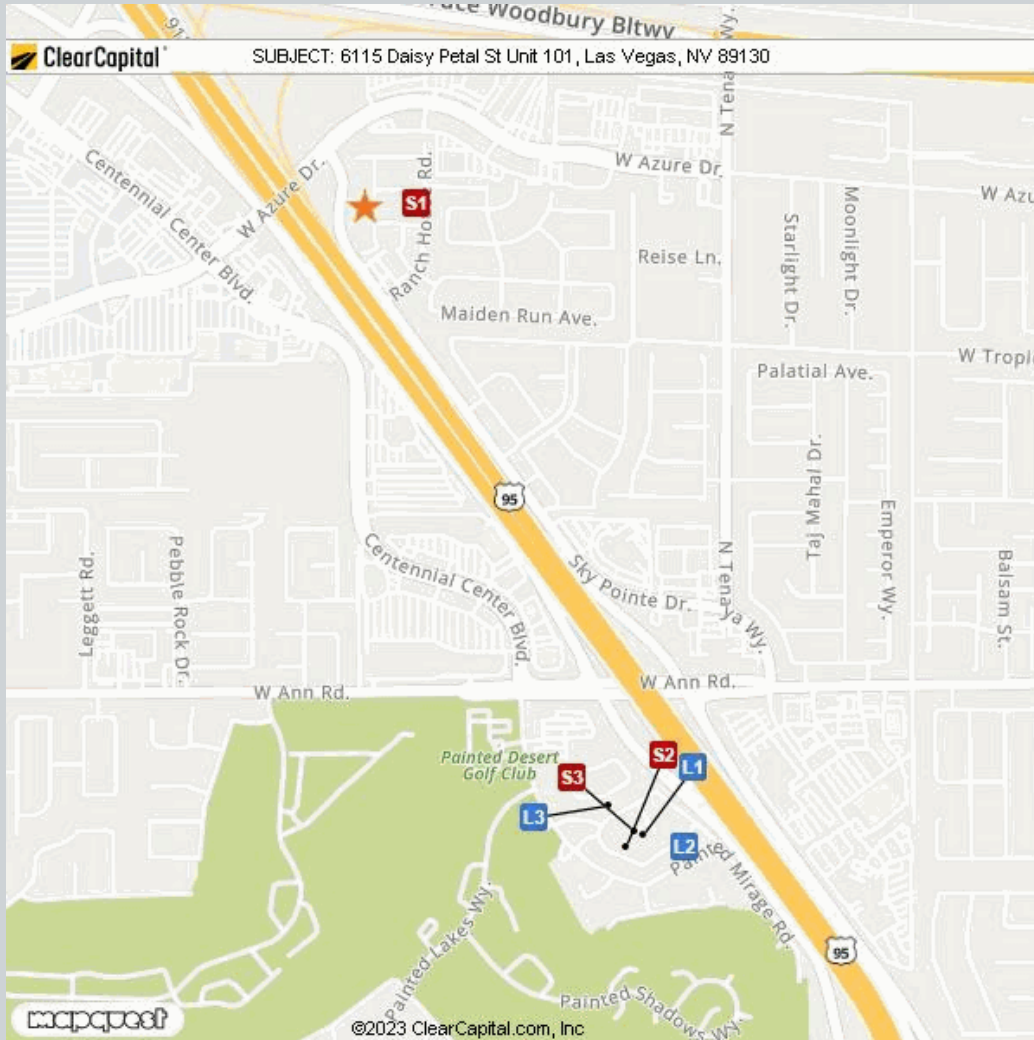 ruce Woodbury Bltwy
ClearCapital
SUBJECT: 6115 Daisy Petal St Unit 101, Las Vegas, NV 89130
N Tenaya Wy.
W Azure Dr.
W Azu
Centennial Center Blvd.
W Azure Dr.
S1
Ranch Ho
Rd.
Reise Ln.
Starlight Dr.
Moonlight Dr.
Maiden Run Ave.
W Tropi
Palatial Ave.
Taj Mahal Dr.
95
Emperor Wy.
Leggett Rd.
Pebble Rock Dr.
Centennial Center Blvd.
Sky Pointe Dr.
N Tenaya Wy.
Balsam St.
W Ann Rd.
W Ann Rd.
Painted Desert
Golf Club
S3
S2
L1
L3
L2
Painted Mirage Rd.
95
Painted Lakes Wy.
Painted Shadows Wy.
mapquest
©2023 ClearCapital.com, Inc